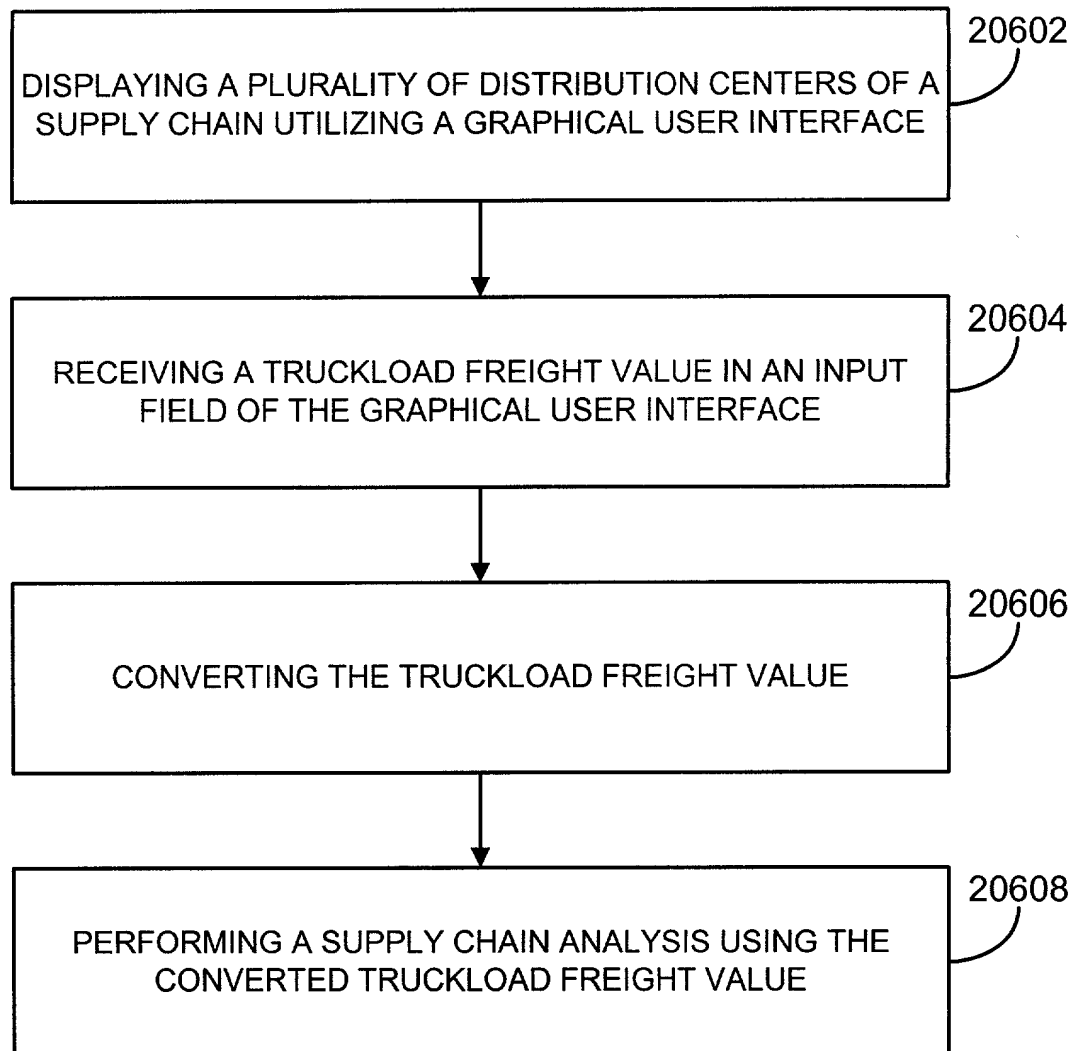 20602
DISPLAYING A PLURALITY OF DISTRIBUTION CENTERS OF A
SUPPLY CHAIN UTILIZING A GRAPHICAL USER INTERFACE
20604
RECEIVING A TRUCKLOAD FREIGHT VALUE IN AN INPUT
FIELD OF THE GRAPHICAL USER INTERFACE
20606
CONVERTING THE TRUCKLOAD FREIGHT VALUE
20608
PERFORMING A SUPPLY CHAIN ANALYSIS USING THE
CONVERTED TRUCKLOAD FREIGHT VALUE